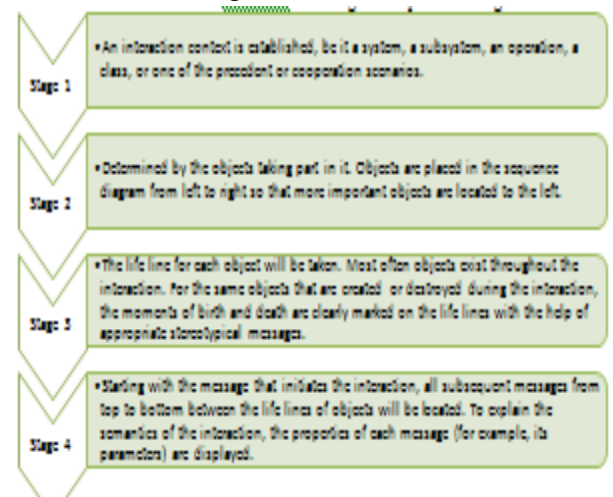 •An interaction context is established, be it a system, a subsystem, an operation, a
class, or one of the precedent or cooperation scenarios.
Stage 1
•Determined by the objects taking part in it. Objects are placed in the sequence
diagram from left to right so that more important objects are located to the left.
Stage 2
•The life line for each object will be taken. Most often objects exist throughout the
interaction. For the same objects that are created or destroyed during the interaction,
the moments of birth and death are clearly marked on the life lines with the help of
appropriate stereotypical messages.
Stage 3
•Starting with the message that initiates the interaction, all subsequent messages from
top to bottom between the life lines of objects will be located. To explain the
semantics of the interaction, the properties of each message (for example, its
parameters) are displayed.
Stage 4